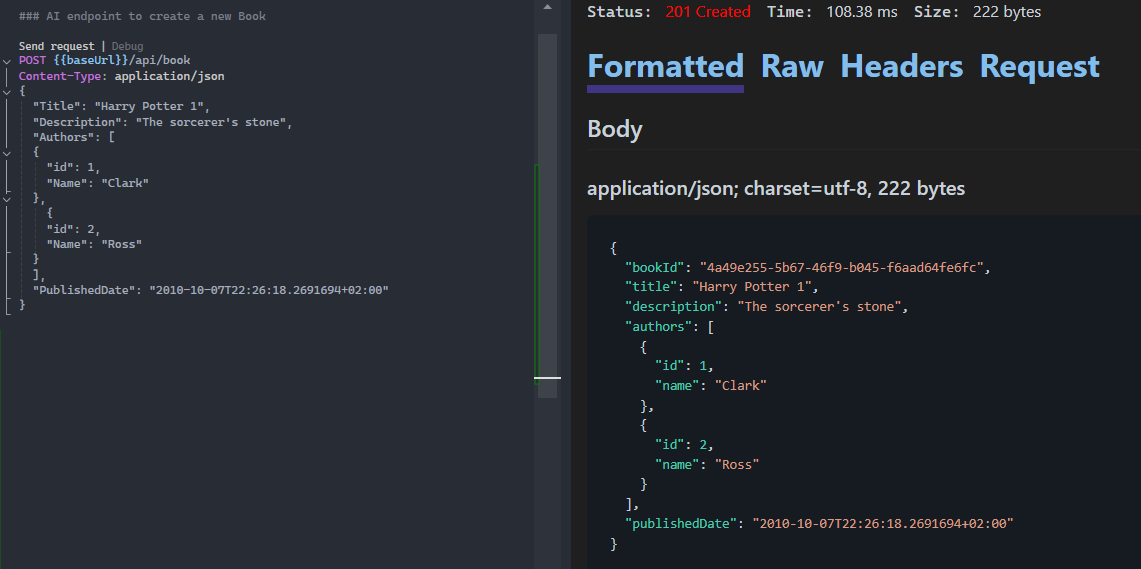 ### AI endpoint to create a new Book
Send request | Debug
POST {{baseUrl}}/api/book
Content-Type: application/json
{
"Title": "Harry Potter 1",
"Description": "The sorcerer's stone",
"Authors": [
{
"id": 1,
"Name": "Clark"
},
{
"id": 2,
"Name": "Ross"
}
],
"PublishedDate": "2010-10-07T22:26:18.2691694+02:00"
}
Status: 201 Created Time: 108.38 ms Size: 222 bytes
Formatted Raw Headers Request
Body
application/json; charset=utf-8, 222 bytes
{
"bookId": "4a49e255-5b67-46f9-b045-f6aad64fe6fc",
"title": "Harry Potter 1",
"description": "The sorcerer's stone",
"authors": [
{
"id": 1,
"name": "Clark"
},
{
"id": 2,
"name": "Ross"
}
],
"publishedDate": "2010-10-07T22:26:18.2691694+02:00"
}